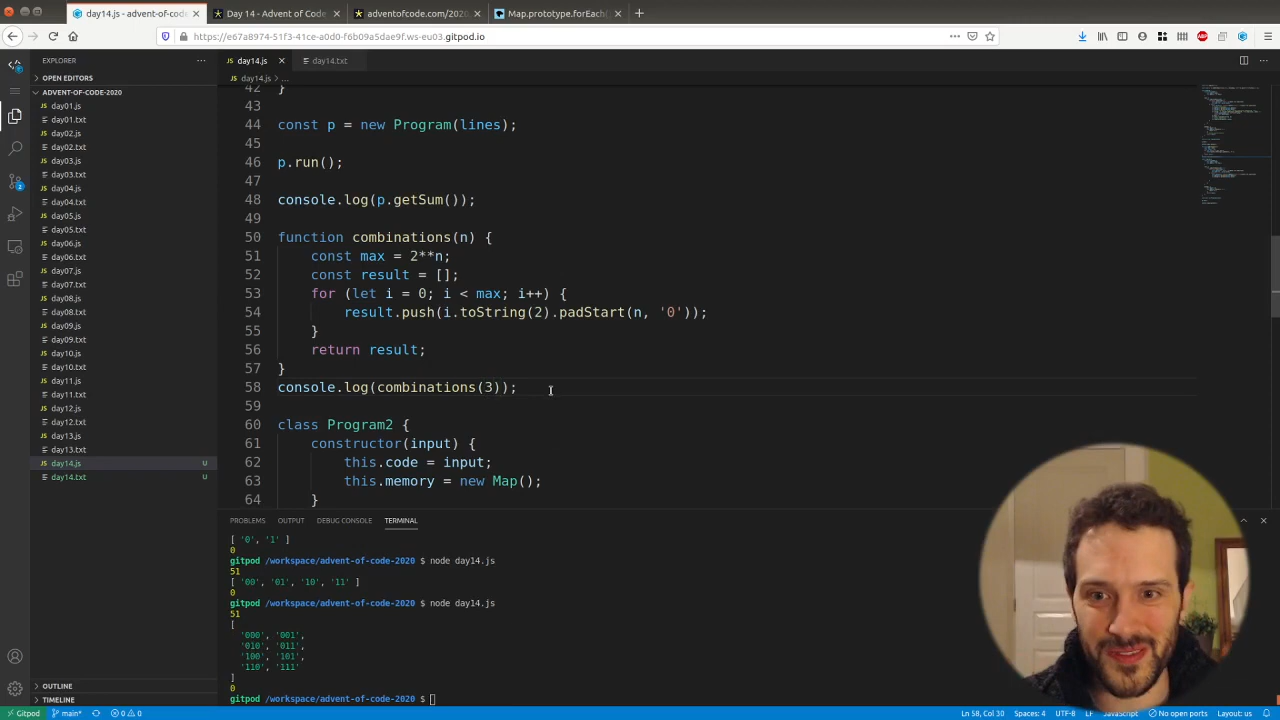 day14.js - advent-of-code
Day 14 - Advent of Code
adventofcode.com/2020
Map.prototype.forEach(
https://e67a8974-51f3-41ce-a0d0-f6b09a5dae9f.ws-eu03.gitpod.io
EXPLORER
day14.js
day14.txt
OPEN EDITORS
day14.js > ...
ADVENT-OF-CODE-2020
day01.js
day01.txt
day02.js
day02.txt
day03.js
day03.txt
day04.js
day04.txt
day05.js
day05.txt
day06.js
day06.txt
day07.js
day07.txt
day08.js
day08.txt
day09.js
day09.txt
day10.js
day10.txt
day11.js
day11.txt
day12.js
day12.txt
day13.js
day13.txt
day14.js U
day14.txt U
OUTLINE
TIMELINE
42 }
43
44 const p = new Program(lines);
45
46 p.run();
47
48 console.log(p.getSum());
49
50 function combinations(n) {
51 const max = 2**n;
52 const result = [];
53 for (let i = 0; i < max; i++) {
54 result.push(i.toString(2).padStart(n, '0'));
55 }
56 return result;
57 }
58 console.log(combinations(3));
59
60 class Program2 {
61 constructor(input) {
62 this.code = input;
63 this.memory = new Map();
64 }
PROBLEMS OUTPUT DEBUG CONSOLE TERMINAL
[ '0', '1' ]
0
gitpod /workspace/advent-of-code-2020 $ node day14.js
51
[ '00', '01', '10', '11' ]
0
gitpod /workspace/advent-of-code-2020 $ node day14.js
51
[
'000', '001',
'010', '011',
'100', '101',
'110', '111'
]
0
gitpod /workspace/advent-of-code-2020 $
Gitpod main* 0 0 Ln 58, Col 30 Spaces: 4 UTF-8 LF JavaScript No open ports Layout: us